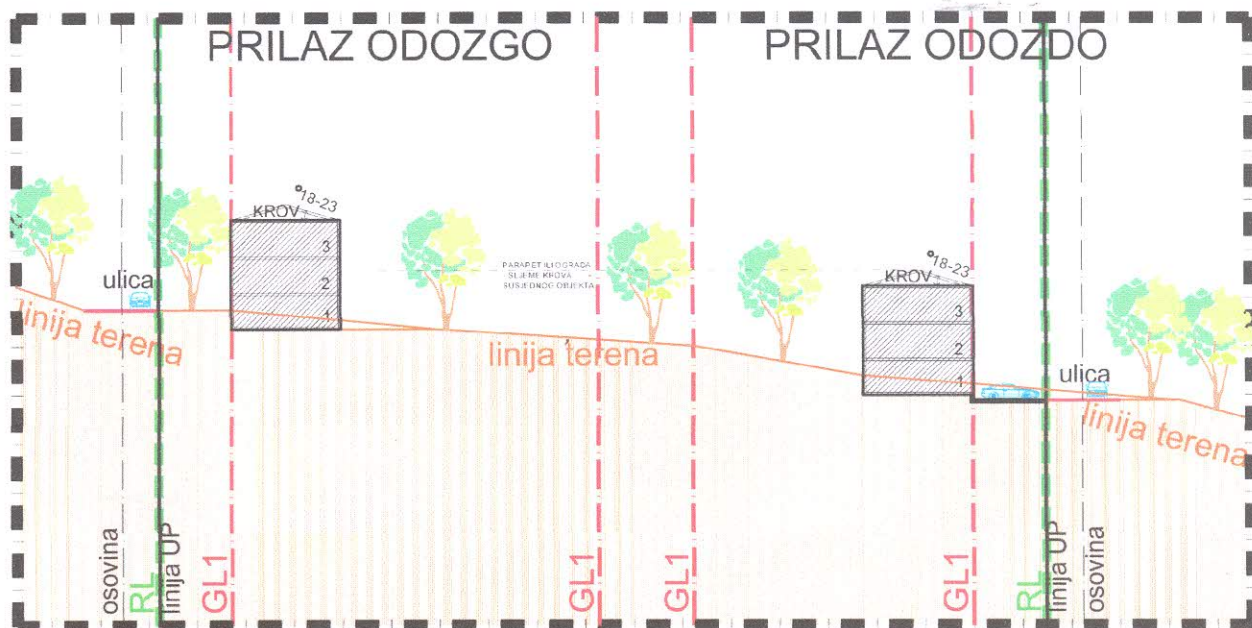 PRILAZ ODOZGO
PRILAZ ODOZDO
°18-23
KROV
3
2
1
ulica
linija terena
PARAPET ILI OGRADA
SLJEME KROVA
SUSJEDNOG OBJEKTA
linija terena
°18-23
KROV
3
2
1
ulica
linija terena
osovina
RL
linija UP
GL1
GL1
GL1
GL1
RL
linija UP
osovina